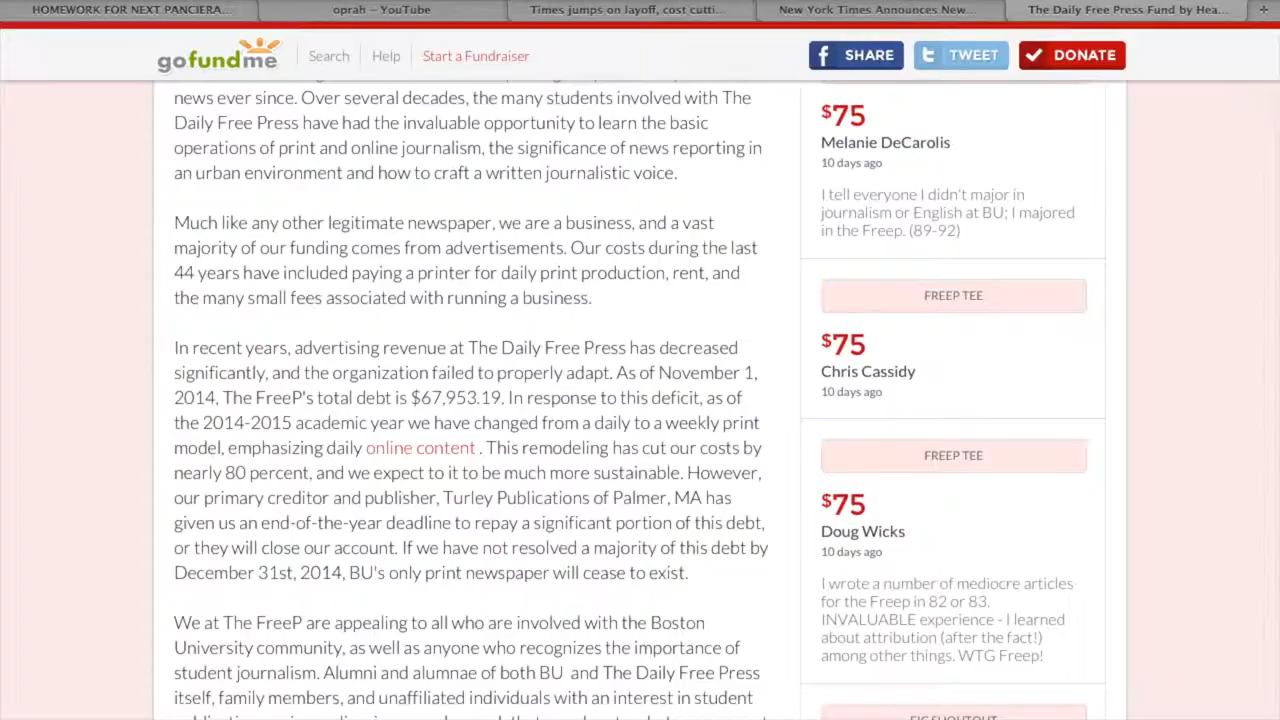 HOMEWORK FOR NEXT PANCIERA...
oprah – YouTube
Times jumps on layoff, cost cutti...
New York Times Announces New...
The Daily Free Press Fund by Hea...
+
gofundme
Search
Help
Start a Fundraiser
f SHARE
t TWEET
DONATE
news ever since. Over several decades, the many students involved with The
Daily Free Press have had the invaluable opportunity to learn the basic
operations of print and online journalism, the significance of news reporting in
an urban environment and how to craft a written journalistic voice.
Much like any other legitimate newspaper, we are a business, and a vast
majority of our funding comes from advertisements. Our costs during the last
44 years have included paying a printer for daily print production, rent, and
the many small fees associated with running a business.
In recent years, advertising revenue at The Daily Free Press has decreased
significantly, and the organization failed to properly adapt. As of November 1,
2014, The FreeP's total debt is $67,953.19. In response to this deficit, as of
the 2014-2015 academic year we have changed from a daily to a weekly print
model, emphasizing daily online content . This remodeling has cut our costs by
nearly 80 percent, and we expect to it to be much more sustainable. However,
our primary creditor and publisher, Turley Publications of Palmer, MA has
given us an end-of-the-year deadline to repay a significant portion of this debt,
or they will close our account. If we have not resolved a majority of this debt by
December 31st, 2014, BU's only print newspaper will cease to exist.
We at The FreeP are appealing to all who are involved with the Boston
University community, as well as anyone who recognizes the importance of
student journalism. Alumni and alumnae of both BU and The Daily Free Press
itself, family members, and unaffiliated individuals with an interest in student
$75
Melanie DeCarolis
10 days ago
I tell everyone I didn't major in
journalism or English at BU; I majored
in the Freep. (89-92)
FREEP TEE
$75
Chris Cassidy
10 days ago
FREEP TEE
$75
Doug Wicks
10 days ago
I wrote a number of mediocre articles
for the Freep in 82 or 83.
INVALUABLE experience - I learned
about attribution (after the fact!)
among other things. WTG Freep!